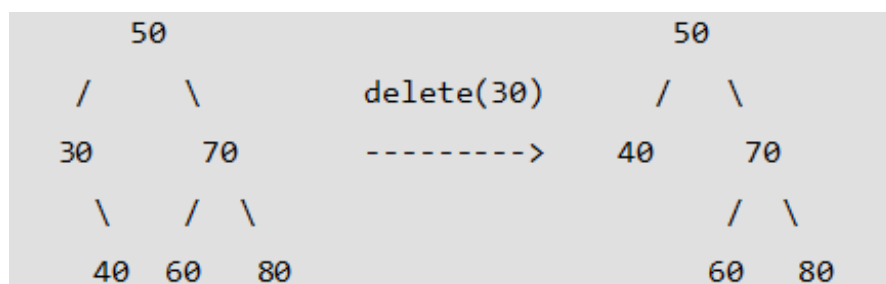 50                              50
/       \         delete(30)      /   \
30      70        --------->    40     70
\    /  \                          /  \
40  60   80                       60   80